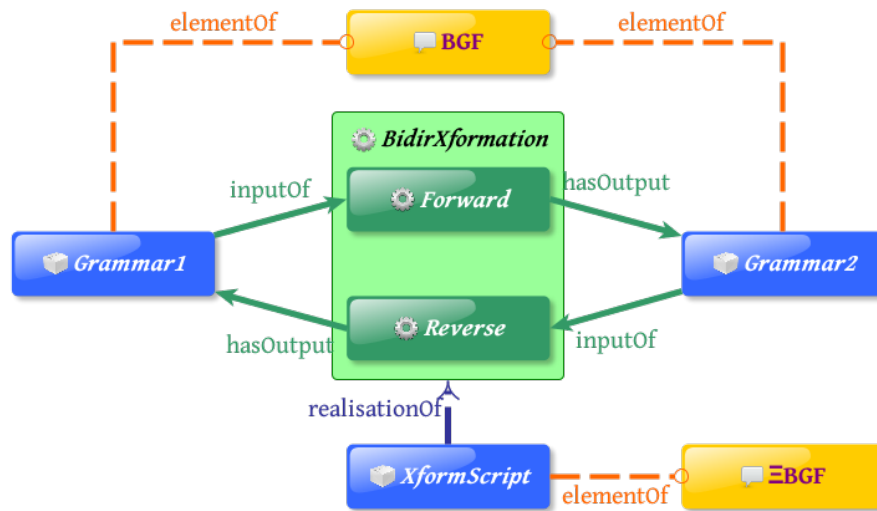 elementOf
BGF
elementOf
BidirXformation
inputOf
Forward
hasOutput
Grammar1
Grammar2
hasOutput
Reverse
inputOf
realisationOf
XformScript
elementOf
ΞBGF